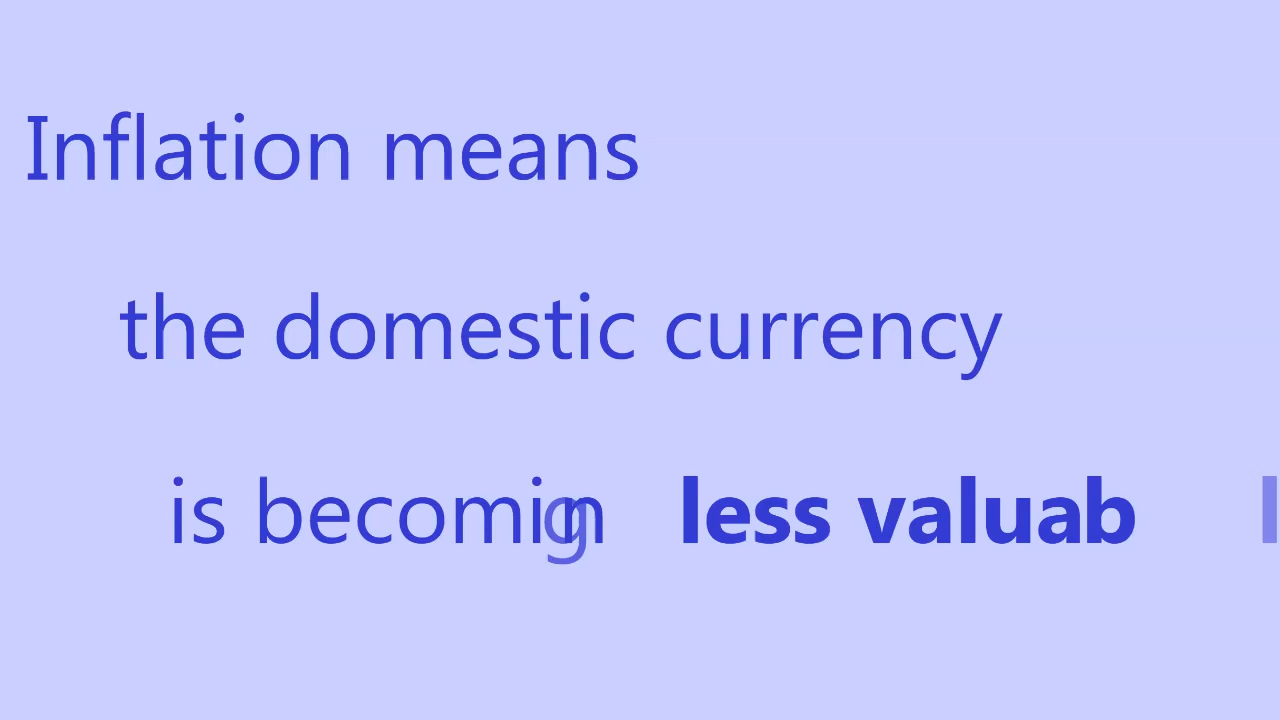 Inflation means
the domestic currency
is becoming less valuab l